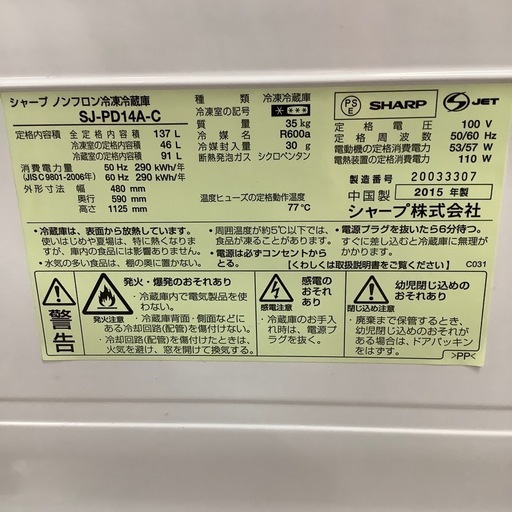 シャープ ノンフロン冷凍冷蔵庫
SJ-PD14A-C
定格内容積 全定格内容積 137 L
冷凍室の定格内容積 46 L
冷蔵室の定格内容積 91 L
消費電力量 50 Hz 290 kWh/年
(JIS C 9801-2006年) 60 Hz 290 kWh/年
外形寸法 幅 480 mm
奥行 590 mm
高さ 1125 mm
種類 冷凍冷蔵庫
冷凍室の記号 ****
質量 35 kg
冷媒名 R600a
冷媒封入量 30 g
断熱発泡ガス シクロペンタン
温度ヒューズの定格動作温度
77℃
PSE SHARP JET
定格電圧 100 V
定格周波数 50/60 Hz
電動機の定格消費電力 53/57 W
電熱装置の定格消費電力 110 W
製造番号 20033307
中国製 2015 年製
シャープ株式会社
•冷蔵庫は、表面から放熱しています。
使いはじめや夏場は、特に熱くなりますが、
庫内の食品には影響ありません。
•水気の多い食品は、棚の奥に置くと凍ります。
•周囲温度が約5℃以下では、
食品が凍ることがあります。
•電源は必ずコンセントから
とる。
•電源プラグを抜いたら6分待つ。
すぐに差し込むと冷蔵庫に無理が
かかります。
【くわしくは取扱説明書をご覧ください】
C031
警告
発火注意
発火・爆発のおそれあり
•冷蔵庫内で電気製品を使
わない。
•冷蔵庫背面・側面などに
ある冷却回路(配管)を傷付けない。
•冷却回路(配管)を傷付けたときは、
火気を避け、窓を開けて換気する。
感電注意
感電の
おそれ
あり
•冷蔵庫のお手
入れ時は、電源プ
ラグを抜く。
閉じ込め注意
幼児閉じ込めの
おそれあり
•廃棄まで保管するとき、
幼児閉じ込めのおそれが
ある場合は、ドアパッキン
をはずす。
>PP<